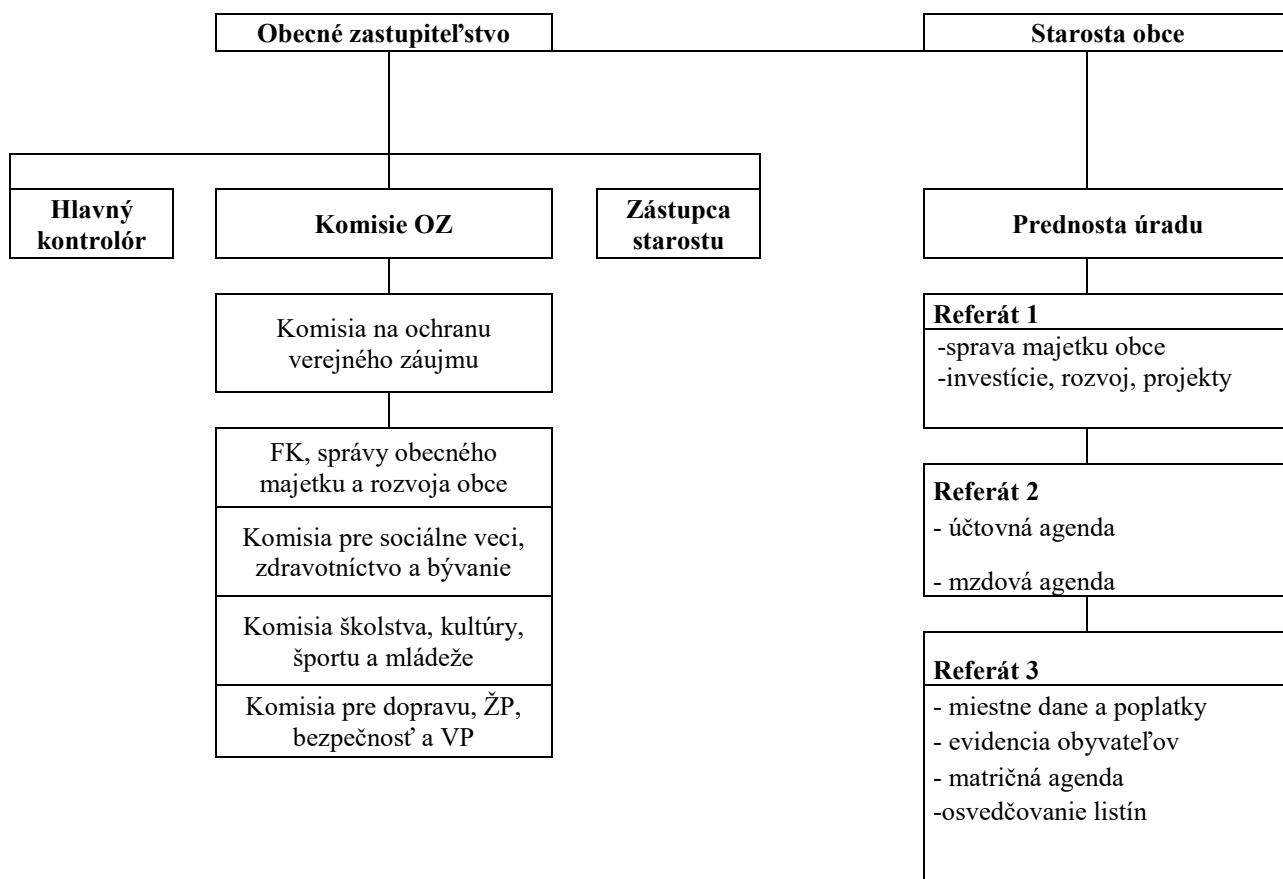 Obecné zastupiteľstvo
Starosta obce
Hlavný
kontrolór
Komisie OZ
Zástupca
starostu
Prednosta úradu
Komisia na ochranu
verejného záujmu
FK, správy obecného
majetku a rozvoja obce
Komisia pre sociálne veci,
zdravotníctvo a bývanie
Komisia školstva, kultúry,
športu a mládeže
Komisia pre dopravu, ŽP,
bezpečnosť a VP
Referát 1
-sprava majetku obce
-investície, rozvoj, projekty
Referát 2
- účtovná agenda
- mzdová agenda
Referát 3
- miestne dane a poplatky
- evidencia obyvateľov
- matričná agenda
-osvedčovanie listín